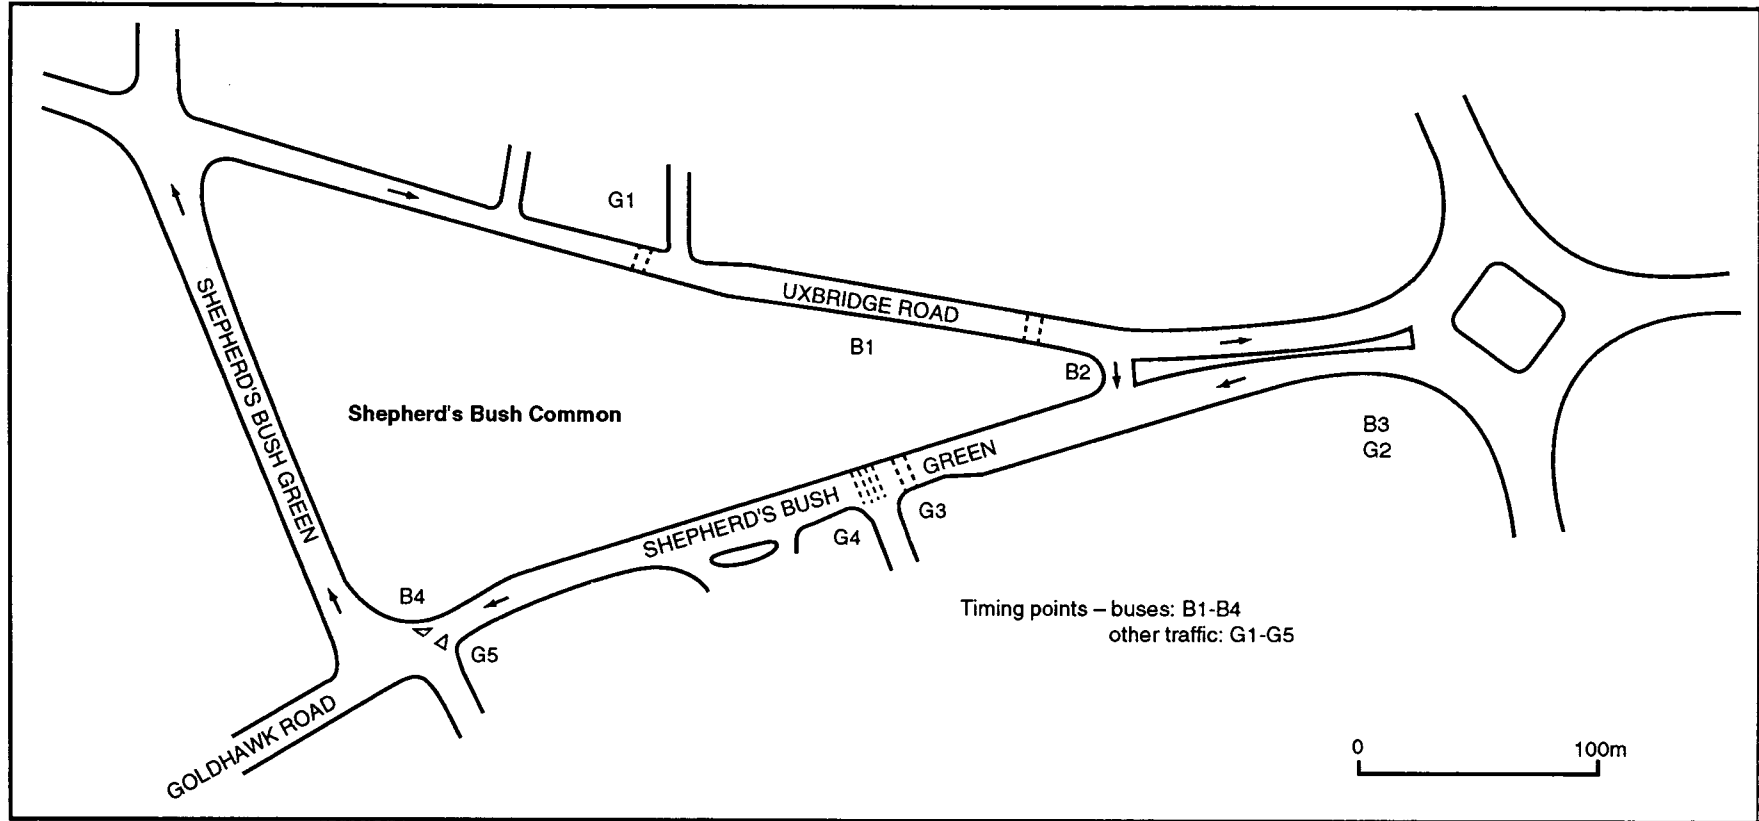 G1
UXBRIDGE ROAD
B1
B2
SHEPHERD'S BUSH GREEN
Shepherd's Bush Common
B3
G2
GREEN
SHEPHERD'S BUSH
G3
G4
B4
G5
Timing points – buses: B1-B4
other traffic: G1-G5
GOLDHAWK ROAD
0 100m